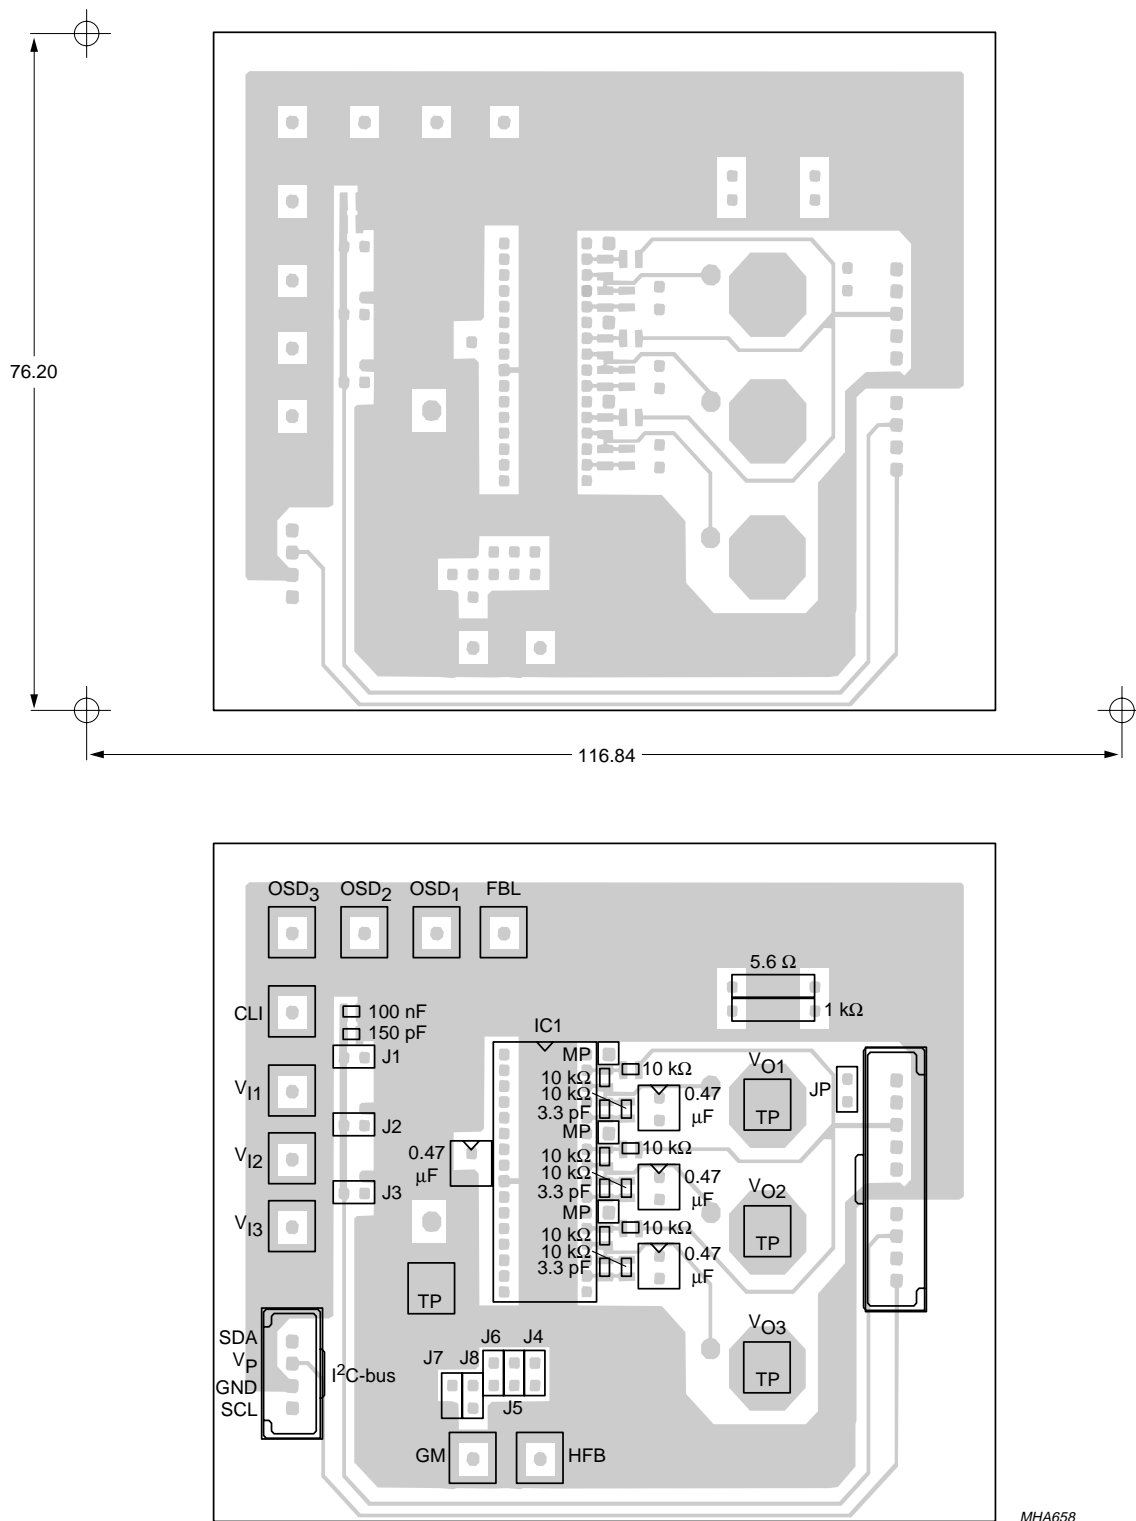 76.20
116.84
OSD3 OSD2 OSD1 FBL
5.6 Ω
CLI
100 nF
1 kΩ
150 pF
IC1
J1
MP
VO1
10 kΩ
10 kΩ
VI1
10 kΩ
0.47 μF
JP
3.3 pF
TP
J2
MP
0.47 μF
10 kΩ
10 kΩ
VI2
10 kΩ
0.47 μF
3.3 pF
VO2
J3
MP
VI3
10 kΩ
10 kΩ
10 kΩ
TP
0.47 μF
3.3 pF
TP
VO3
SDA
J6 J4
VP
J7 J8
I2C-bus
TP
GND
SCL
J5
GM
HFB
MHA658